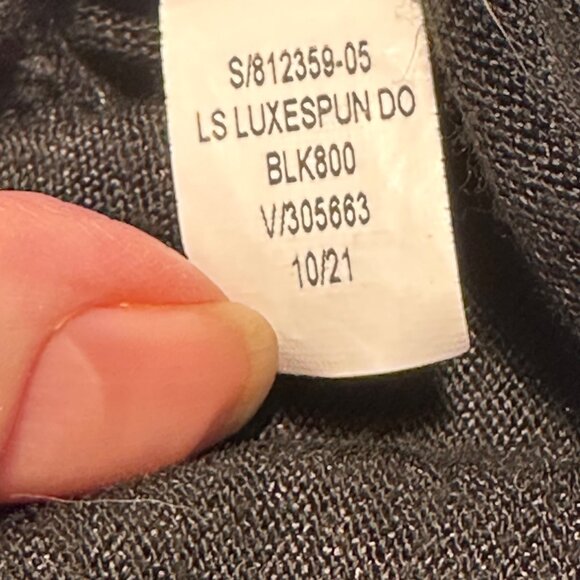 S/812359-05
LS LUXESPUN DO
BLK800
V/305663
10/21